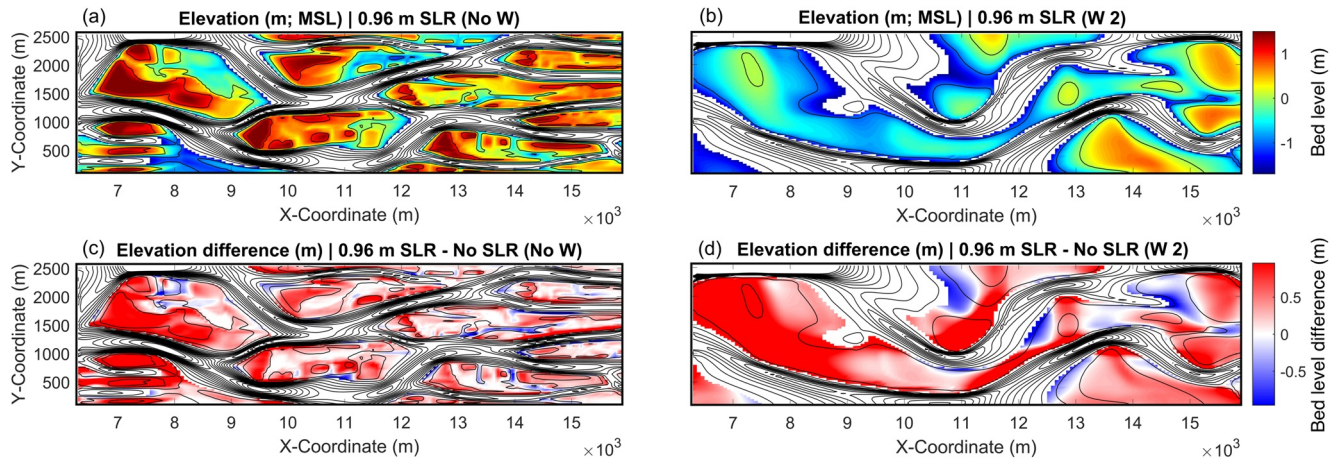 (a) Elevation (m; MSL) | 0.96 m SLR (No W)
Y-Coordinate (m)
2500
2000
1500
1000
500
7 8 9 10 11 12 13 14 15
X-Coordinate (m) ×10³
(b) Elevation (m; MSL) | 0.96 m SLR (W 2)
7 8 9 10 11 12 13 14 15
X-Coordinate (m) ×10³
1
0
-1
Bed level (m)
(c) Elevation difference (m) | 0.96 m SLR - No SLR (No W)
Y-Coordinate (m)
2500
2000
1500
1000
500
7 8 9 10 11 12 13 14 15
X-Coordinate (m) ×10³
(d) Elevation difference (m) | 0.96 m SLR - No SLR (W 2)
7 8 9 10 11 12 13 14 15
X-Coordinate (m) ×10³
0.5
0
-0.5
Bed level difference (m)